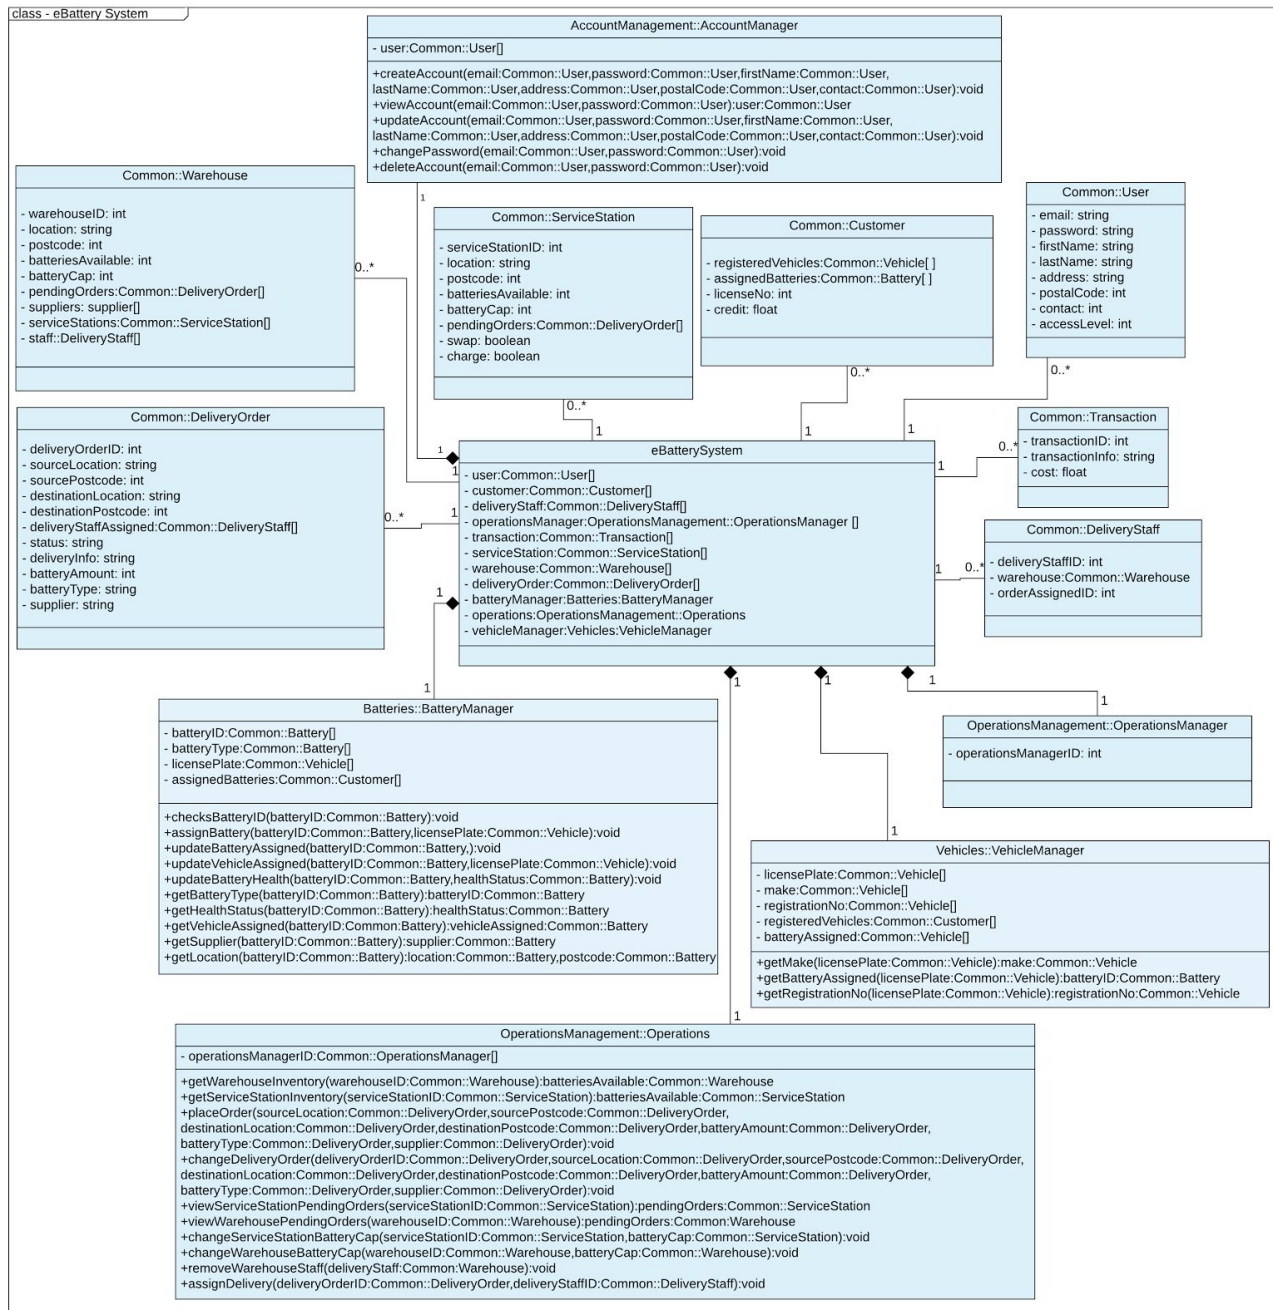 class - eBattery System
AccountManagement::AccountManager
- user:Common::User[]
+createAccount(email:Common::User,password:Common::User,firstName:Common::User,
lastName:Common::User,address:Common::User,postalCode:Common::User,contact:Common::User):void
+viewAccount(email:Common::User,password:Common::User):user:Common::User
+updateAccount(email:Common::User,password:Common::User,firstName:Common::User,
lastName:Common::User,address:Common::User,postalCode:Common::User,contact:Common::User):void
+changePassword(email:Common::User,password:Common::User):void
+deleteAccount(email:Common::User,password:Common::User):void
1
1
Common::Warehouse
- warehouseID: int
- location: string
- postcode: int
- batteriesAvailable: int
- batteryCap: int
- pendingOrders:Common::DeliveryOrder[]
- suppliers: supplier[]
- serviceStations:Common::ServiceStation[]
- staff::DeliveryStaff[]
0..*
1
Common::ServiceStation
- serviceStationID: int
- location: string
- postcode: int
- batteriesAvailable: int
- batteryCap: int
- pendingOrders:Common::DeliveryOrder[]
- swap: boolean
- charge: boolean
0..*
1
Common::Customer
- registeredVehicles:Common::Vehicle[ ]
- assignedBatteries:Common::Battery[ ]
- licenseNo: int
- credit: float
0..*
1
Common::User
- email: string
- password: string
- firstName: string
- lastName: string
- address: string
- postalCode: int
- contact: int
- accessLevel: int
0..*
1
Common::DeliveryOrder
- deliveryOrderID: int
- sourceLocation: string
- sourcePostcode: int
- destinationLocation: string
- destinationPostcode: int
- deliveryStaffAssigned:Common::DeliveryStaff[]
- status: string
- deliveryInfo: string
- batteryAmount: int
- batteryType: string
- supplier: string
0..*
1
eBatterySystem
- user:Common::User[]
- customer:Common::Customer[]
- deliveryStaff:Common::DeliveryStaff[]
- operationsManager:OperationsManagement::OperationsManager []
- transaction:Common::Transaction[]
- serviceStation:Common::ServiceStation[]
- warehouse:Common::Warehouse[]
- deliveryOrder:Common::DeliveryOrder[]
- batteryManager:Batteries:BatteryManager
- operations:OperationsManagement::Operations
- vehicleManager:Vehicles:VehicleManager
Common::Transaction
- transactionID: int
- transactionInfo: string
- cost: float
0..*
1
Common::DeliveryStaff
- deliveryStaffID: int
- warehouse:Common::Warehouse
- orderAssignedID: int
0..*
1
1
1
Batteries::BatteryManager
- batteryID:Common::Battery[]
- batteryType:Common::Battery[]
- licensePlate:Common::Vehicle[]
- assignedBatteries:Common::Customer[]
+checksBatteryID(batteryID:Common::Battery):void
+assignBattery(batteryID:Common::Battery,licensePlate:Common::Vehicle):void
+updateBatteryAssigned(batteryID:Common::Battery,):void
+updateVehicleAssigned(batteryID:Common::Battery,licensePlate:Common::Vehicle):void
+updateBatteryHealth(batteryID:Common::Battery,healthStatus:Common::Battery):void
+getBatteryType(batteryID:Common::Battery):batteryID:Common::Battery
+getHealthStatus(batteryID:Common::Battery):healthStatus:Common::Battery
+getVehicleAssigned(batteryID:Common:Battery):vehicleAssigned:Common::Battery
+getSupplier(batteryID:Common::Battery):supplier:Common::Battery
+getLocation(batteryID:Common::Battery):location:Common::Battery,postcode:Common::Battery
1
1
1
1
OperationsManagement::OperationsManager
- operationsManagerID: int
1
Vehicles::VehicleManager
- licensePlate:Common::Vehicle[]
- make:Common::Vehicle[]
- registrationNo:Common::Vehicle[]
- registeredVehicles:Common::Customer[]
- batteryAssigned:Common::Vehicle[]
+getMake(licensePlate:Common::Vehicle):make:Common::Vehicle
+getBatteryAssigned(licensePlate:Common::Vehicle):batteryID:Common::Battery
+getRegistrationNo(licensePlate:Common::Vehicle):registrationNo:Common::Vehicle
1
OperationsManagement::Operations
- operationsManagerID:Common::OperationsManager[]
+getWarehouseInventory(warehouseID:Common::Warehouse):batteriesAvailable:Common::Warehouse
+getServiceStationInventory(serviceStationID:Common::ServiceStation):batteriesAvailable:Common::ServiceStation
+placeOrder(sourceLocation:Common::DeliveryOrder,sourcePostcode:Common::DeliveryOrder,
destinationLocation:Common::DeliveryOrder,destinationPostcode:Common::DeliveryOrder,batteryAmount:Common::DeliveryOrder,
batteryType:Common::DeliveryOrder,supplier:Common::DeliveryOrder):void
+changeDeliveryOrder(deliveryOrderID:Common::DeliveryOrder,sourceLocation:Common::DeliveryOrder,sourcePostcode:Common::DeliveryOrder,
destinationLocation:Common::DeliveryOrder,destinationPostcode:Common::DeliveryOrder,batteryAmount:Common::DeliveryOrder,
batteryType:Common::DeliveryOrder,supplier:Common::DeliveryOrder):void
+viewServiceStationPendingOrders(serviceStationID:Common::ServiceStation):pendingOrders:Common::ServiceStation
+viewWarehousePendingOrders(warehouseID:Common::Warehouse):pendingOrders:Common:Warehouse
+changeServiceStationBatteryCap(serviceStationID:Common::ServiceStation,batteryCap:Common::ServiceStation):void
+changeWarehouseBatteryCap(warehouseID:Common::Warehouse,batteryCap:Common::Warehouse):void
+removeWarehouseStaff(deliveryStaff:Common:Warehouse):void
+assignDelivery(deliveryOrderID:Common::DeliveryOrder,deliveryStaffID:Common::DeliveryStaff):void